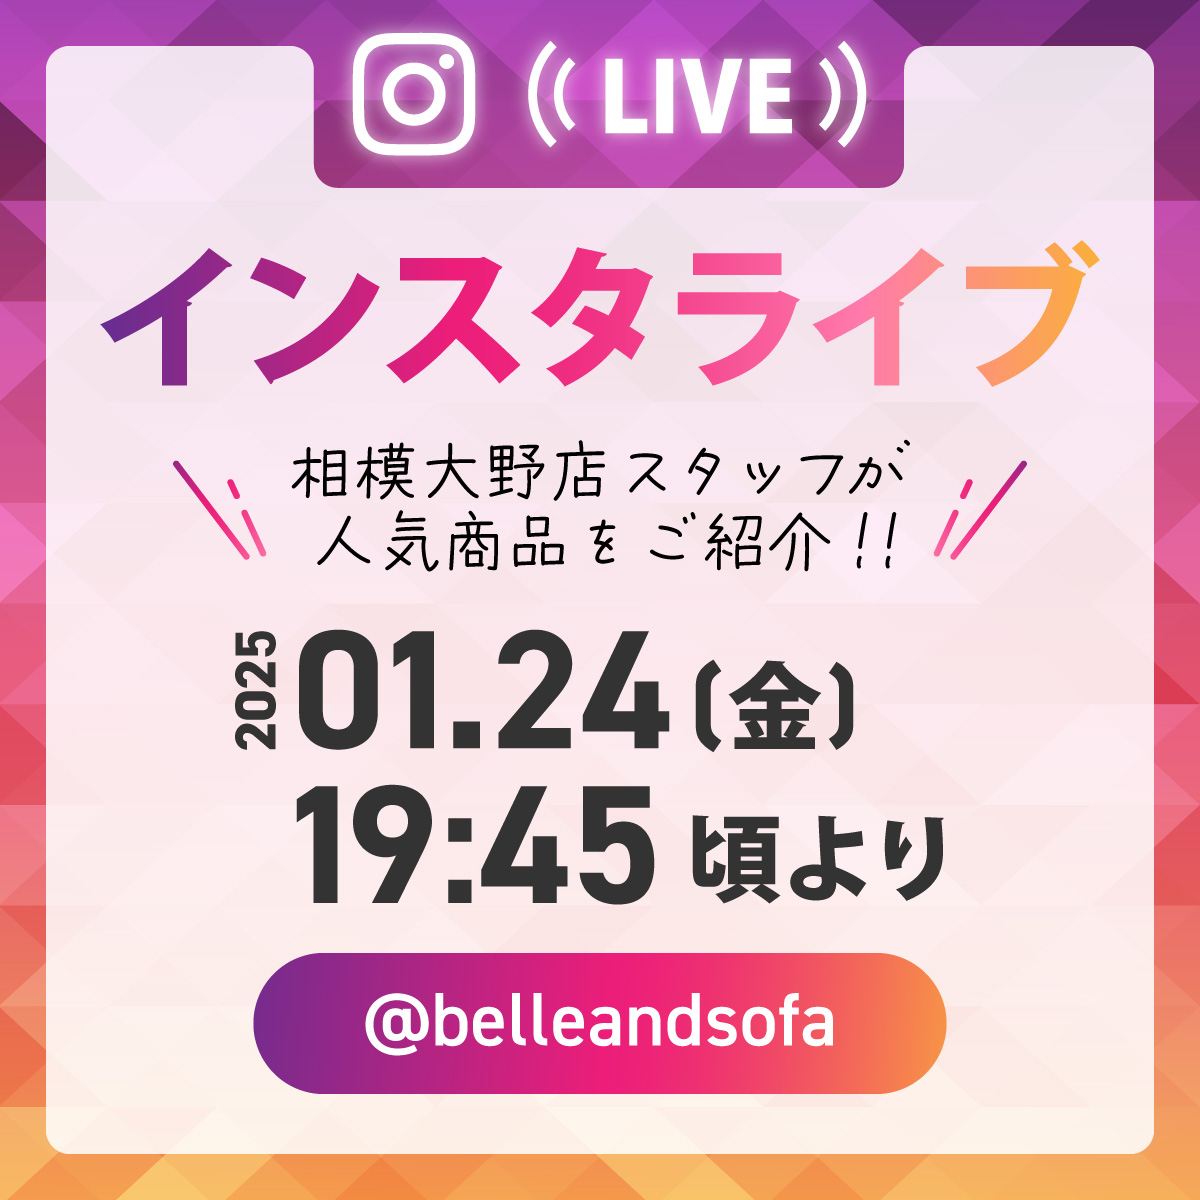 LIVE
インスタライブ
相模大野店スタッフが
人気商品をご紹介!!
2025 01.24(金)
19:45頃より
@belleandsofa